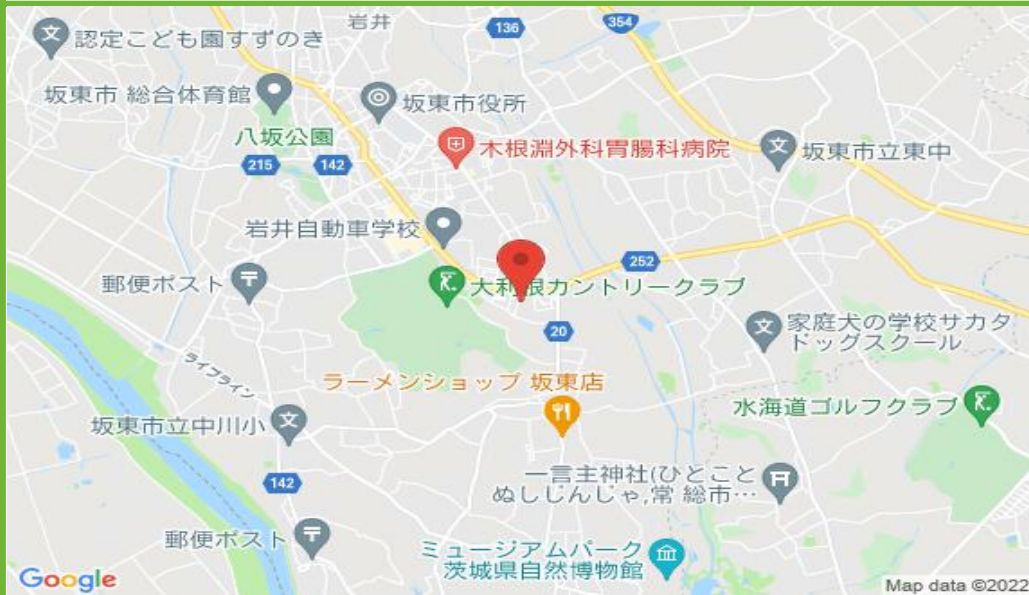 岩井
136
354
認定こども園すずのき
坂東市 総合体育館
坂東市役所
八坂公園
215
142
木根淵外科胃腸科病院
坂東市立東中
岩井自動車学校
252
郵便ポスト
大利根カントリークラブ
20
家庭犬の学校サカタ
ドッグスクール
ライフライン
ラーメンショップ 坂東店
水海道ゴルフクラブ
坂東市立中川小
142
一言主神社(ひとこと
ぬしじんじゃ,常 総市…
郵便ポスト
ミュージアムパーク
茨城県自然博物館
Google
Map data ©2022